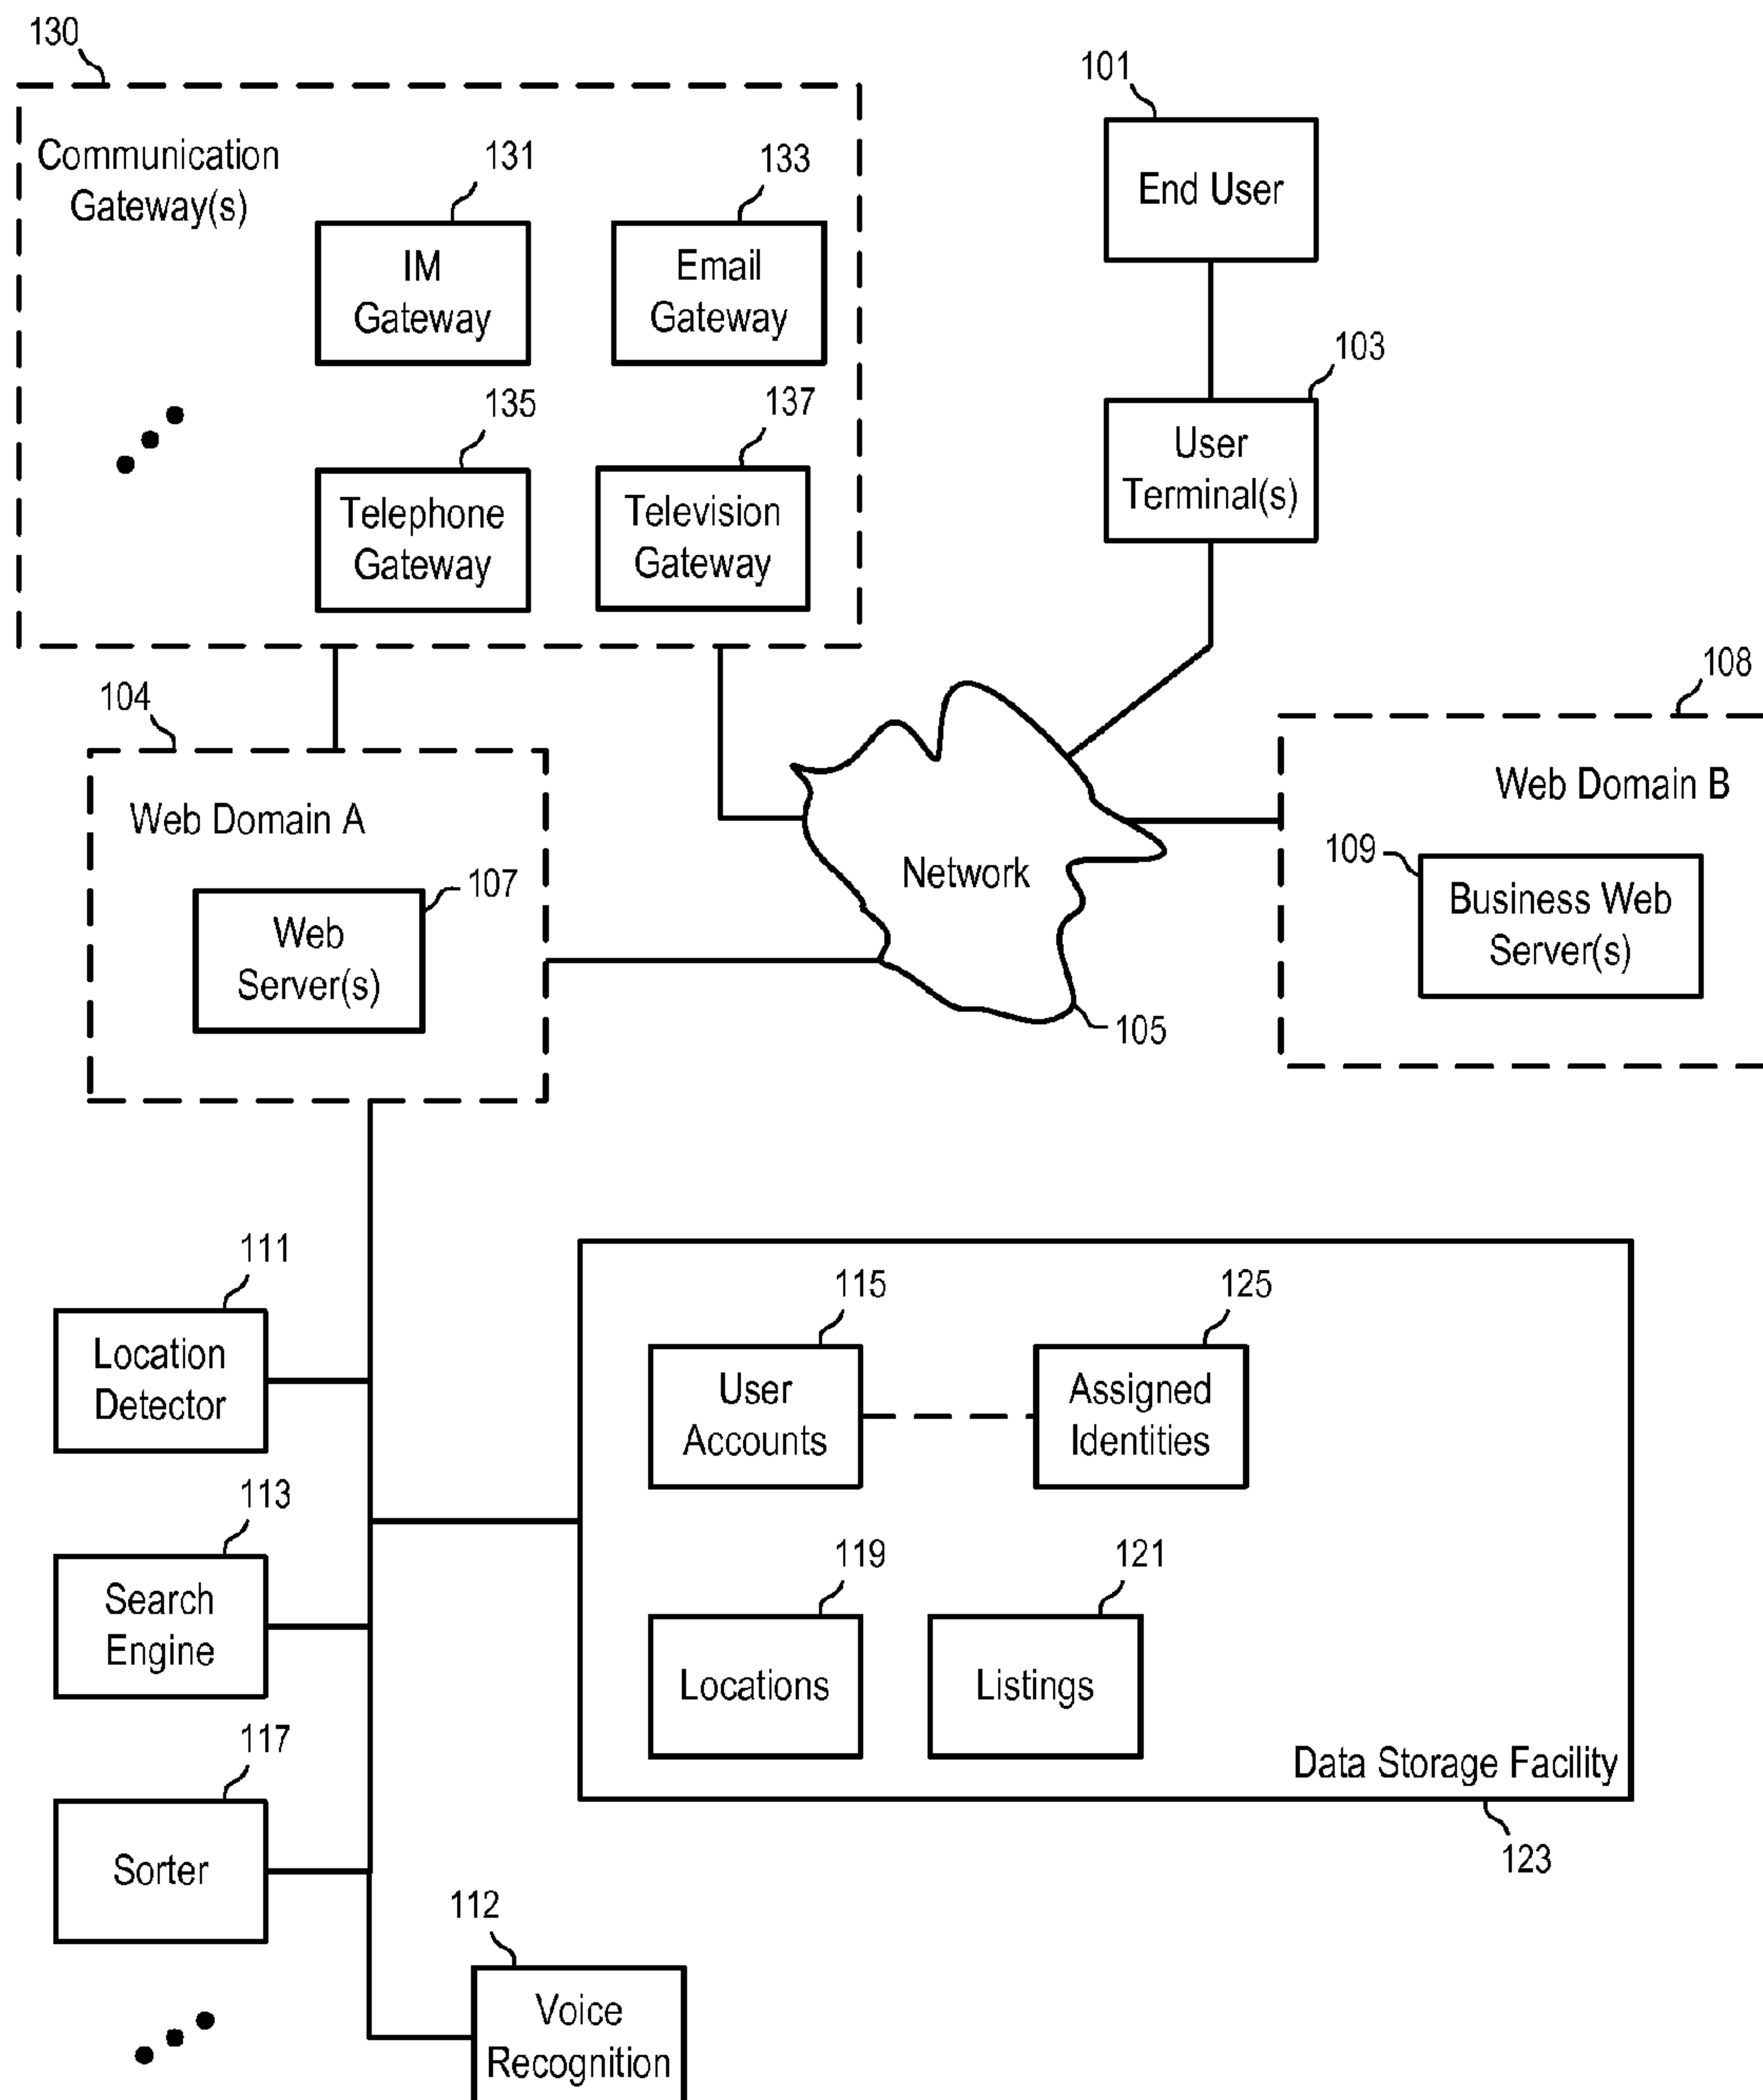 130
101
Communication
Gateway(s)
131
133
End User
IM
Gateway
Email
Gateway
103
135
137
User
Terminal(s)
Telephone
Gateway
Television
Gateway
104
108
Web Domain A
Web Domain B
107
Network
109
Web
Server(s)
Business Web
Server(s)
105
111
115
125
Location
Detector
User
Accounts
Assigned
Identities
113
119
121
Search
Engine
Locations
Listings
117
Data Storage Facility
Sorter
123
112
Voice
Recognition